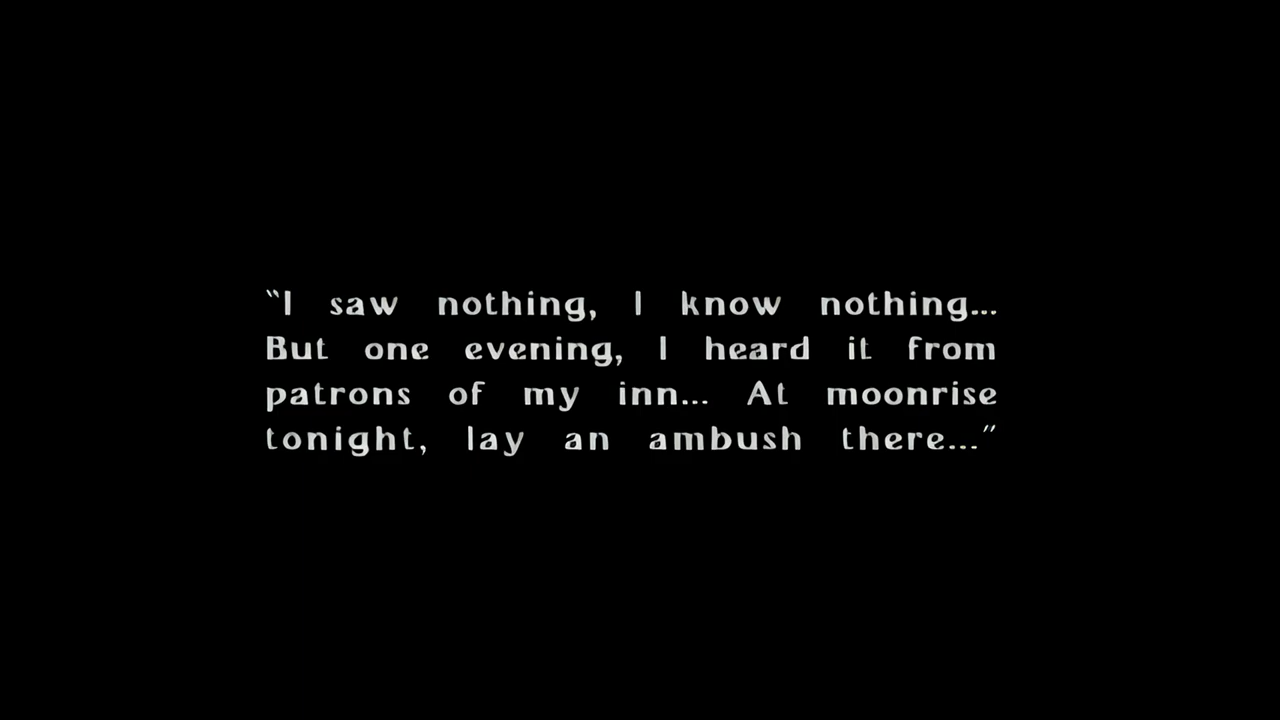 “I saw nothing, I know nothing...
But one evening, I heard it from
patrons of my inn... At moonrise
tonight, lay an ambush there...”